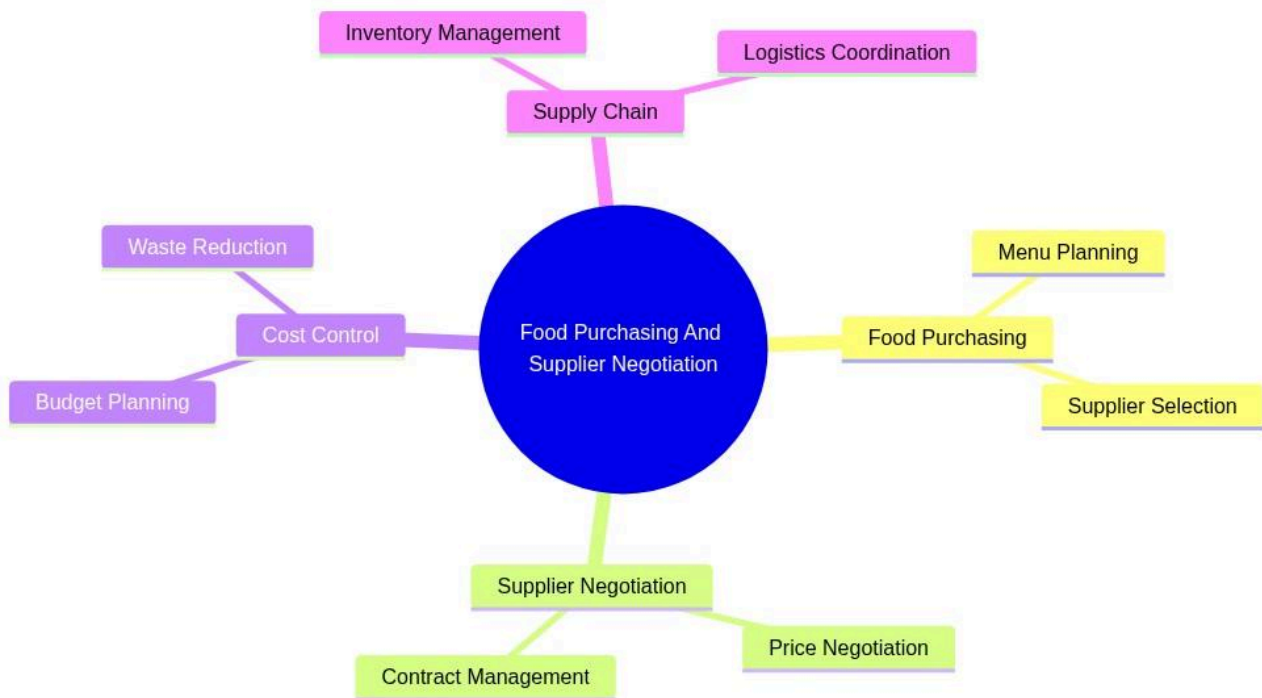 Inventory Management
Logistics Coordination
Supply Chain
Waste Reduction
Menu Planning
Cost Control
Food Purchasing And
Supplier Negotiation
Food Purchasing
Budget Planning
Supplier Selection
Supplier Negotiation
Price Negotiation
Contract Management